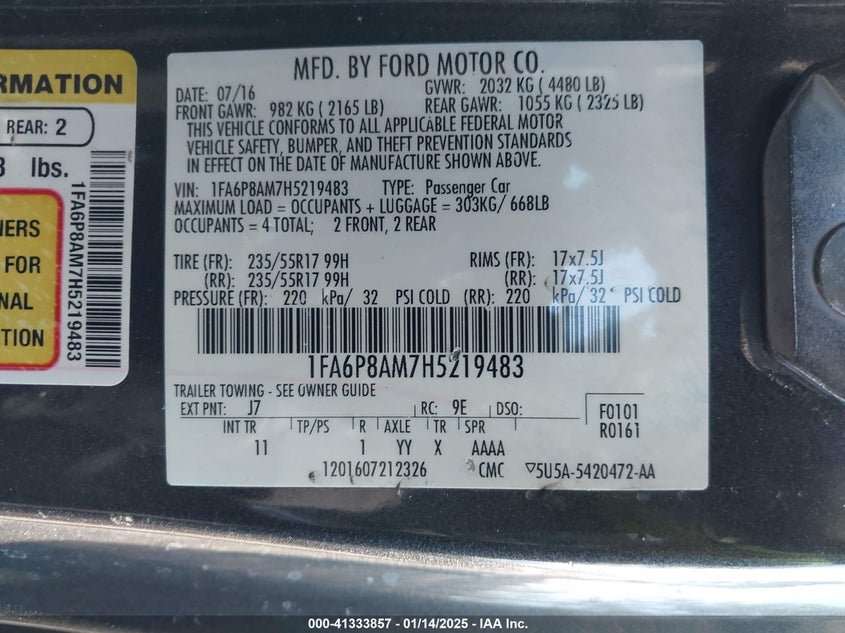 RMATION
REAR: 2
8 lbs.
NERS
FOR
NAL
TION
1FA6P8AM7H5219483
MFD. BY FORD MOTOR CO.
DATE: 07/16 GVWR: 2032 KG ( 4480 LB)
FRONT GAWR: 982 KG ( 2165 LB) REAR GAWR: 1055 KG ( 2325 LB)
THIS VEHICLE CONFORMS TO ALL APPLICABLE FEDERAL MOTOR
VEHICLE SAFETY, BUMPER, AND THEFT PREVENTION STANDARDS
IN EFFECT ON THE DATE OF MANUFACTURE SHOWN ABOVE.
VIN: 1FA6P8AM7H5219483 TYPE: Passenger Car
MAXIMUM LOAD = OCCUPANTS + LUGGAGE = 303KG/ 668LB
OCCUPANTS = 4 TOTAL; 2 FRONT, 2 REAR
TIRE (FR): 235/55R17 99H RIMS (FR): 17x7.5J
(RR): 235/55R17 99H (RR): 17x7.5J
PRESSURE (FR): 220 kPa/ 32 PSI COLD (RR): 220 kPa/ 32 PSI COLD
1FA6P8AM7H5219483
TRAILER TOWING - SEE OWNER GUIDE
EXT PNT: J7 RC: 9E DSO: F0101
INT TR TP/PS R AXLE TR SPR R0161
11 1 YY X AAAA
1201607212326 CMC ▽5U5A-5420472-AA
000-41333857 - 01/14/2025 - IAA Inc.